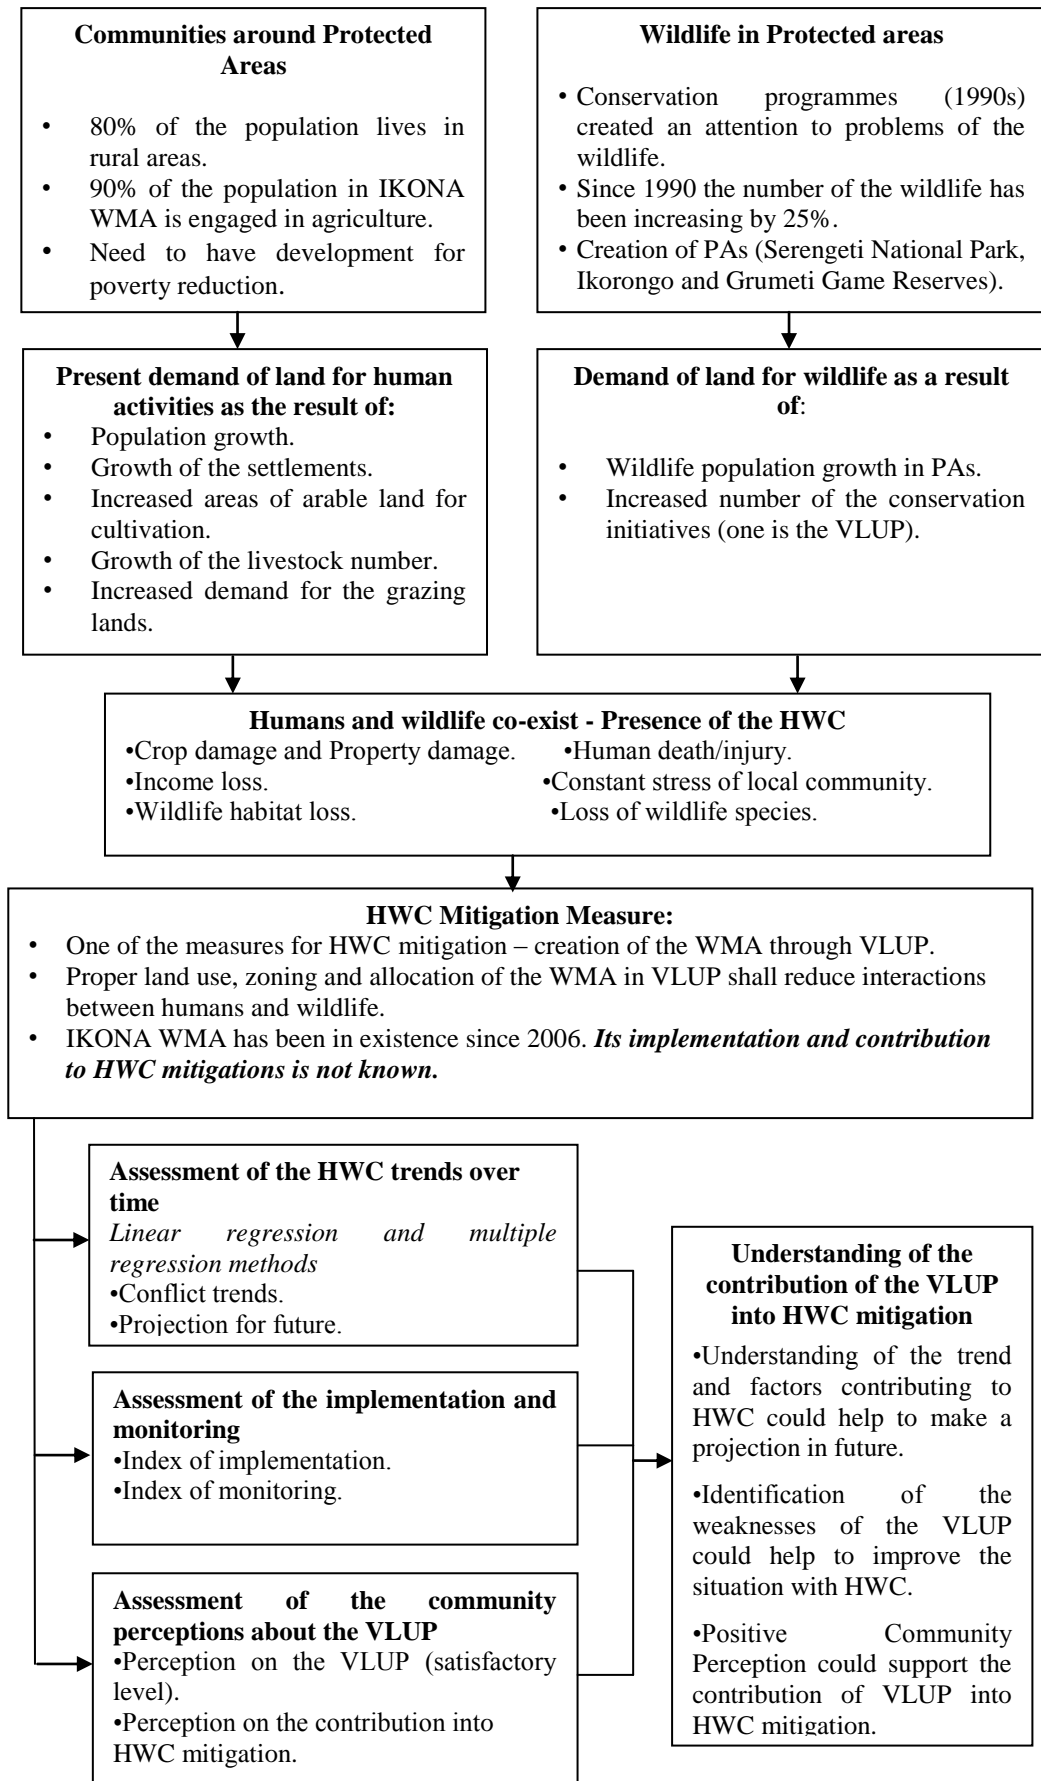 Communities around Protected
Areas
• 80% of the population lives in
rural areas.
• 90% of the population in IKONA
WMA is engaged in agriculture.
• Need to have development for
poverty reduction.
Wildlife in Protected areas
• Conservation programmes (1990s)
created an attention to problems of the
wildlife.
• Since 1990 the number of the wildlife has
been increasing by 25%.
• Creation of PAs (Serengeti National Park,
Ikorongo and Grumeti Game Reserves).
Present demand of land for human
activities as the result of:
• Population growth.
• Growth of the settlements.
• Increased areas of arable land for
cultivation.
• Growth of the livestock number.
• Increased demand for the grazing
lands.
Demand of land for wildlife as a result
of:
• Wildlife population growth in PAs.
• Increased number of the conservation
initiatives (one is the VLUP).
Humans and wildlife co-exist - Presence of the HWC
•Crop damage and Property damage. •Human death/injury.
•Income loss. •Constant stress of local community.
•Wildlife habitat loss. •Loss of wildlife species.
HWC Mitigation Measure:
• One of the measures for HWC mitigation – creation of the WMA through VLUP.
• Proper land use, zoning and allocation of the WMA in VLUP shall reduce interactions
between humans and wildlife.
• IKONA WMA has been in existence since 2006. Its implementation and contribution
to HWC mitigations is not known.
Assessment of the HWC trends over
time
Linear regression and multiple
regression methods
•Conflict trends.
•Projection for future.
Assessment of the implementation and
monitoring
•Index of implementation.
•Index of monitoring.
Assessment of the community
perceptions about the VLUP
•Perception on the VLUP (satisfactory
level).
•Perception on the contribution into
HWC mitigation.
Understanding of the
contribution of the VLUP
into HWC mitigation
•Understanding of the trend
and factors contributing to
HWC could help to make a
projection in future.
•Identification of the
weaknesses of the VLUP
could help to improve the
situation with HWC.
•Positive Community
Perception could support the
contribution of VLUP into
HWC mitigation.